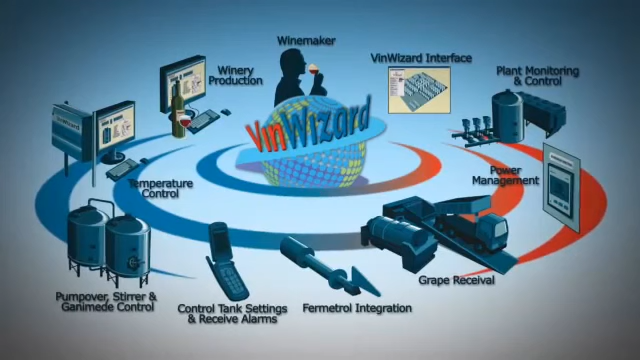 Winemaker
VinWizard Interface
Winery
Production
Plant Monitoring
& Control
VinWizard
Temperature
Control
Power
Management
Grape Receival
Pumpover, Stirrer &
Ganimede Control
Control Tank Settings
& Receive Alarms
Fermetrol Integration